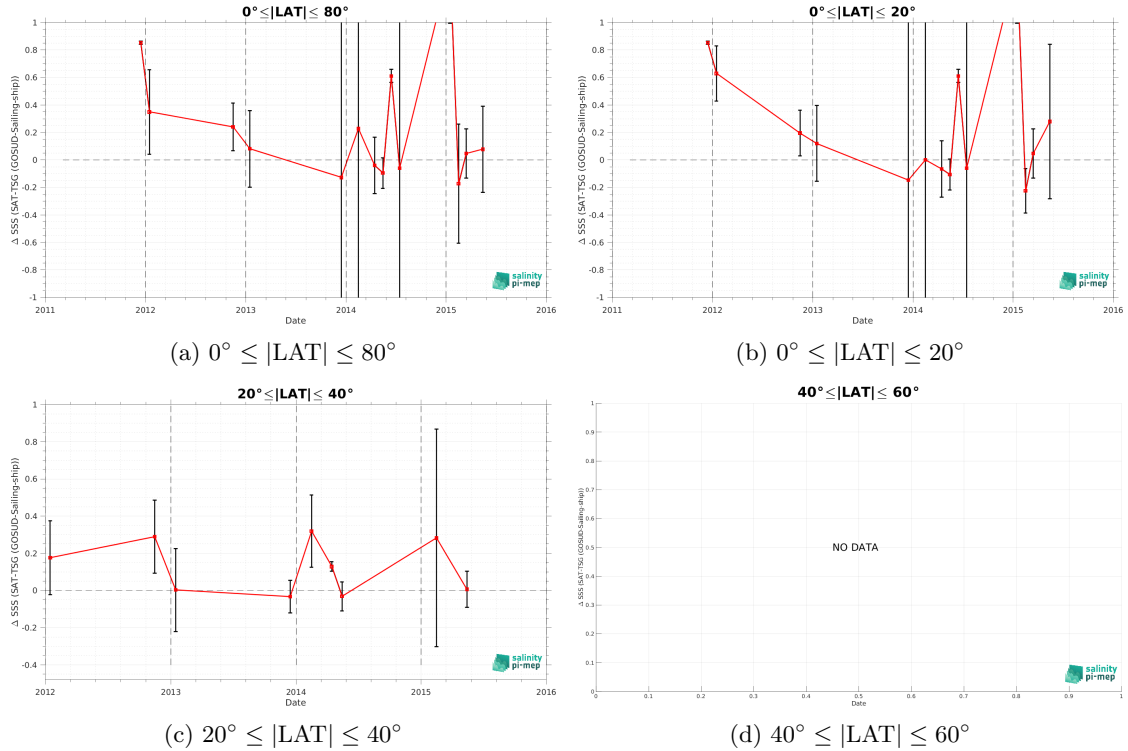 0°≤|LAT|≤ 80°
1
0.8
0.6
0.4
0.2
0
-0.2
-0.4
-0.6
-0.8
-1
Δ SSS (SAT-TSG (GOSUD-Sailing-ship))
2011 2012 2013 2014 2015 2016
Date
salinity
pi-mep
(a) 0° ≤ |LAT| ≤ 80°
0°≤|LAT|≤ 20°
1
0.8
0.6
0.4
0.2
0
-0.2
-0.4
-0.6
-0.8
-1
Δ SSS (SAT-TSG (GOSUD-Sailing-ship))
2011 2012 2013 2014 2015 2016
Date
salinity
pi-mep
(b) 0° ≤ |LAT| ≤ 20°
20°≤|LAT|≤ 40°
1
0.8
0.6
0.4
0.2
0
-0.2
-0.4
Δ SSS (SAT-TSG (GOSUD-Sailing-ship))
2012 2013 2014 2015 2016
Date
salinity
pi-mep
(c) 20° ≤ |LAT| ≤ 40°
40°≤|LAT|≤ 60°
1
0.9
0.8
0.7
0.6
0.5
0.4
0.3
0.2
0.1
0
Δ SSS (SAT-TSG (GOSUD-Sailing-ship))
NO DATA
0 0.1 0.2 0.3 0.4 0.5 0.6 0.7 0.8 0.9 1
Date
salinity
pi-mep
(d) 40° ≤ |LAT| ≤ 60°